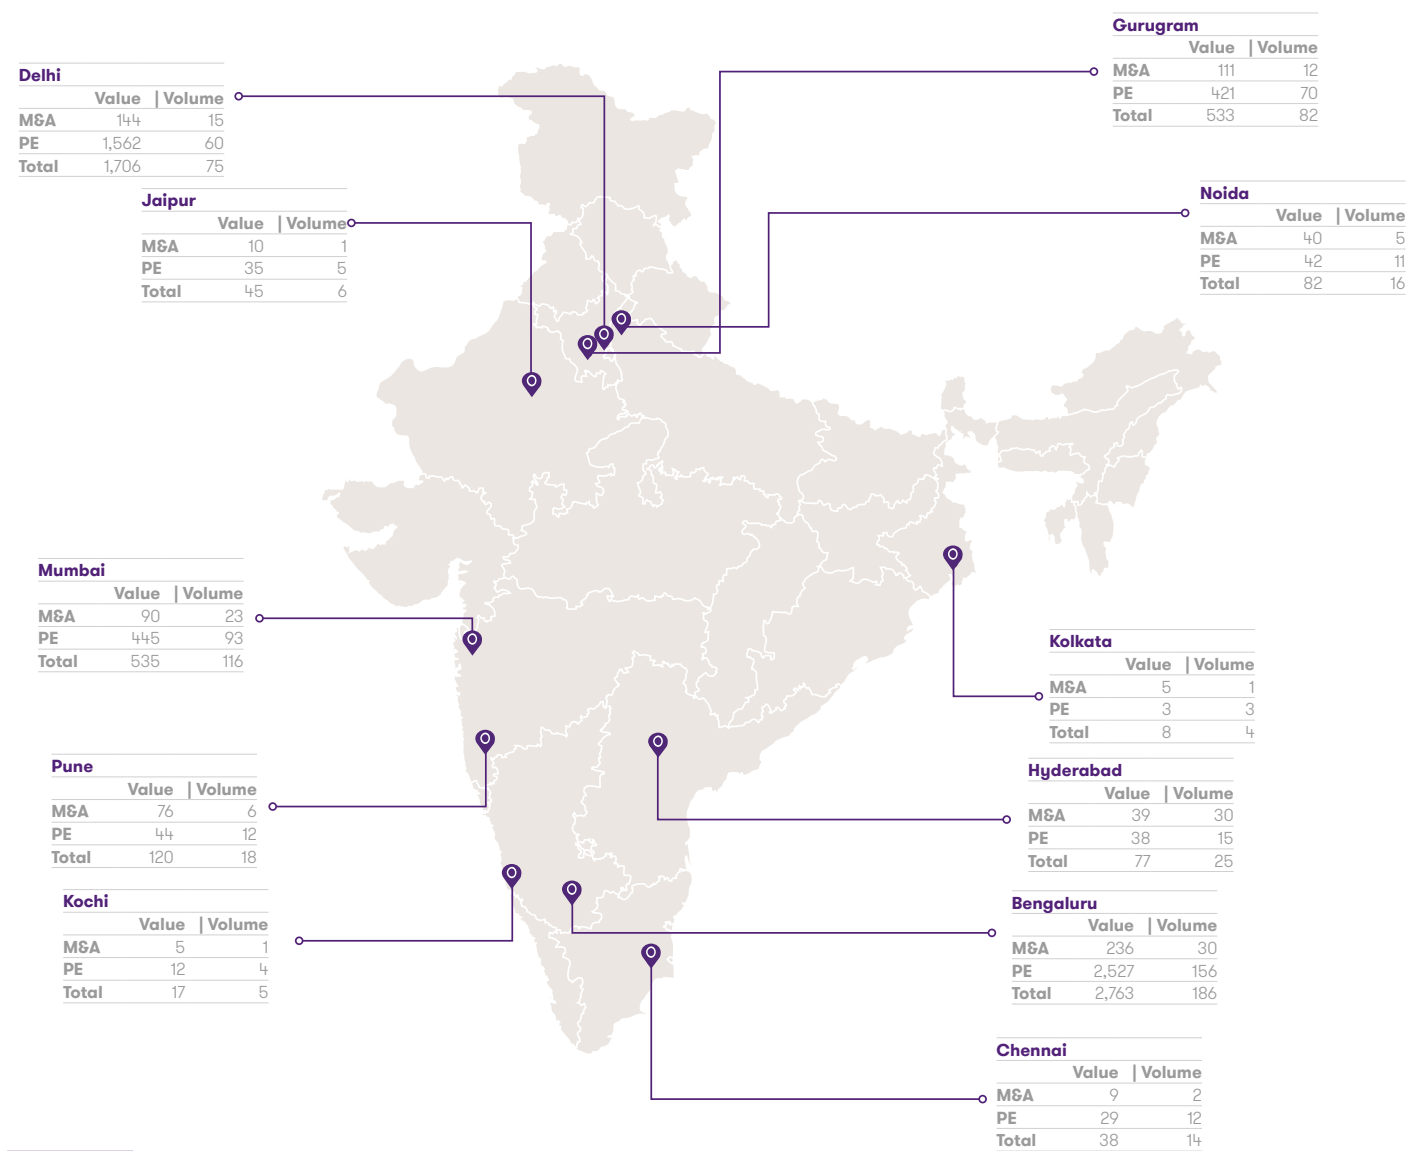 Gurugram
Value | Volume
M&A 111 12
PE 421 70
Total 533 82
Delhi
Value | Volume
M&A 144 15
PE 1,562 60
Total 1,706 75
Jaipur
Value | Volume
M&A 10 1
PE 35 5
Total 45 6
Noida
Value | Volume
M&A 40 5
PE 42 11
Total 82 16
Mumbai
Value | Volume
M&A 90 23
PE 445 93
Total 535 116
Kolkata
Value | Volume
M&A 5 1
PE 3 3
Total 8 4
Pune
Value | Volume
M&A 76 6
PE 44 12
Total 120 18
Hyderabad
Value | Volume
M&A 39 30
PE 38 15
Total 77 25
Kochi
Value | Volume
M&A 5 1
PE 12 4
Total 17 5
Bengaluru
Value | Volume
M&A 236 30
PE 2,527 156
Total 2,763 186
Chennai
Value | Volume
M&A 9 2
PE 29 12
Total 38 14